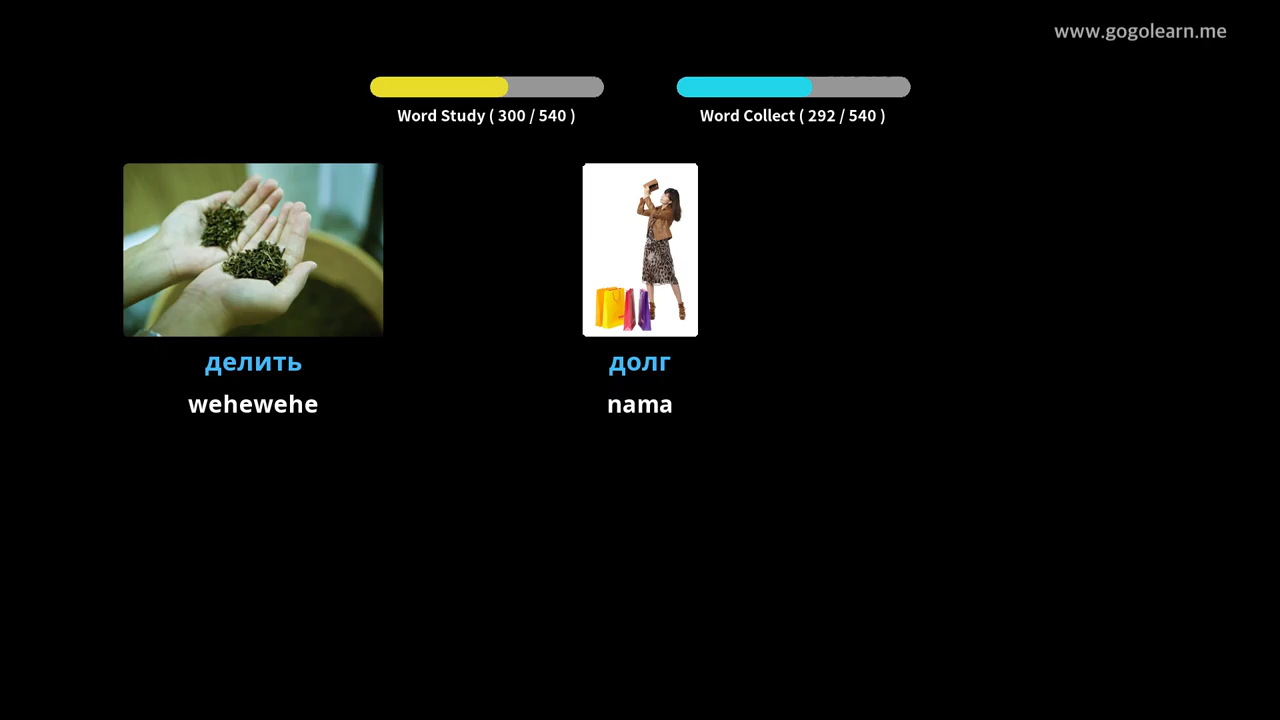 www.gogolearn.me
Word Study ( 300 / 540 )
Word Collect ( 292 / 540 )
делить
wehewehe
долг
nama